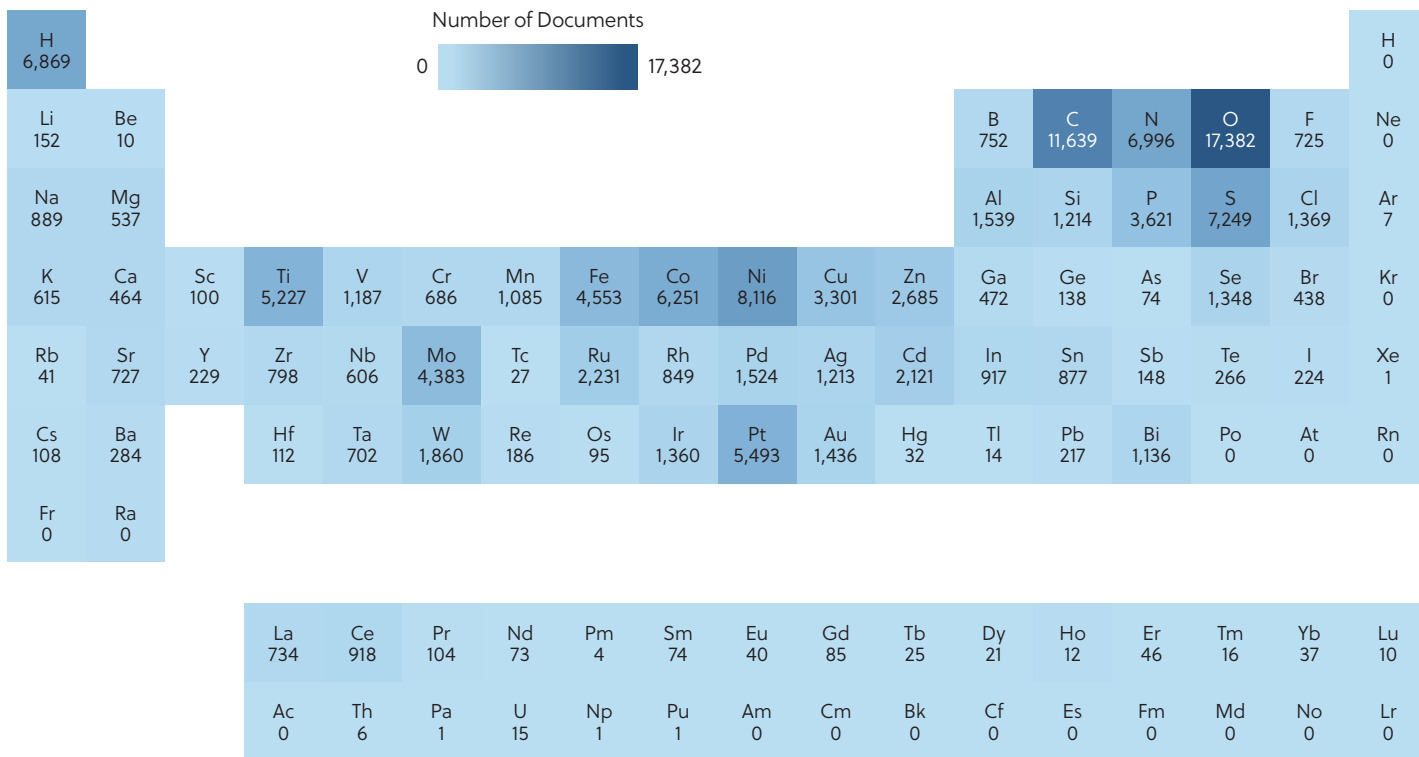 Number of Documents
0 17,382
H H
6,869 0
Li Be B C N O F Ne
152 10 752 11,639 6,996 17,382 725 0
Na Mg Al Si P S Cl Ar
889 537 1,539 1,214 3,621 7,249 1,369 7
K Ca Sc Ti V Cr Mn Fe Co Ni Cu Zn Ga Ge As Se Br Kr
615 464 100 5,227 1,187 686 1,085 4,553 6,251 8,116 3,301 2,685 472 138 74 1,348 438 0
Rb Sr Y Zr Nb Mo Tc Ru Rh Pd Ag Cd In Sn Sb Te I Xe
41 727 229 798 606 4,383 27 2,231 849 1,524 1,213 2,121 917 877 148 266 224 1
Cs Ba Hf Ta W Re Os Ir Pt Au Hg Tl Pb Bi Po At Rn
108 284 112 702 1,860 186 95 1,360 5,493 1,436 32 14 217 1,136 0 0 0
Fr Ra
0 0
La Ce Pr Nd Pm Sm Eu Gd Tb Dy Ho Er Tm Yb Lu
734 918 104 73 4 74 40 85 25 21 12 46 16 37 10
Ac Th Pa U Np Pu Am Cm Bk Cf Es Fm Md No Lr
0 6 1 15 1 1 0 0 0 0 0 0 0 0 0